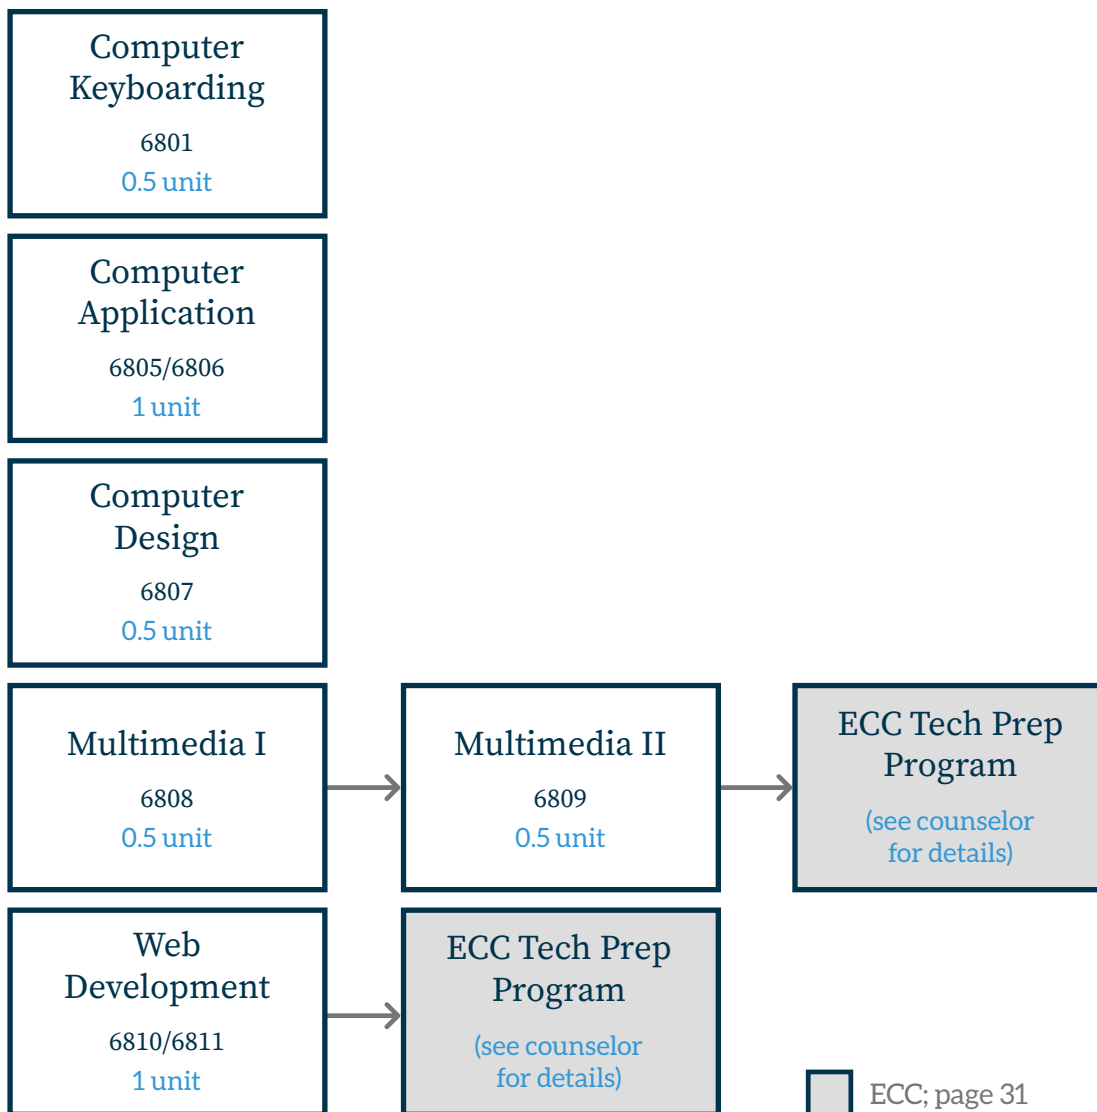 Computer
Keyboarding
6801
0.5 unit
Computer
Application
6805/6806
1 unit
Computer
Design
6807
0.5 unit
Multimedia I
6808
0.5 unit
Multimedia II
6809
0.5 unit
ECC Tech Prep
Program
(see counselor
for details)
Web
Development
6810/6811
1 unit
ECC Tech Prep
Program
(see counselor
for details)
ECC; page 31